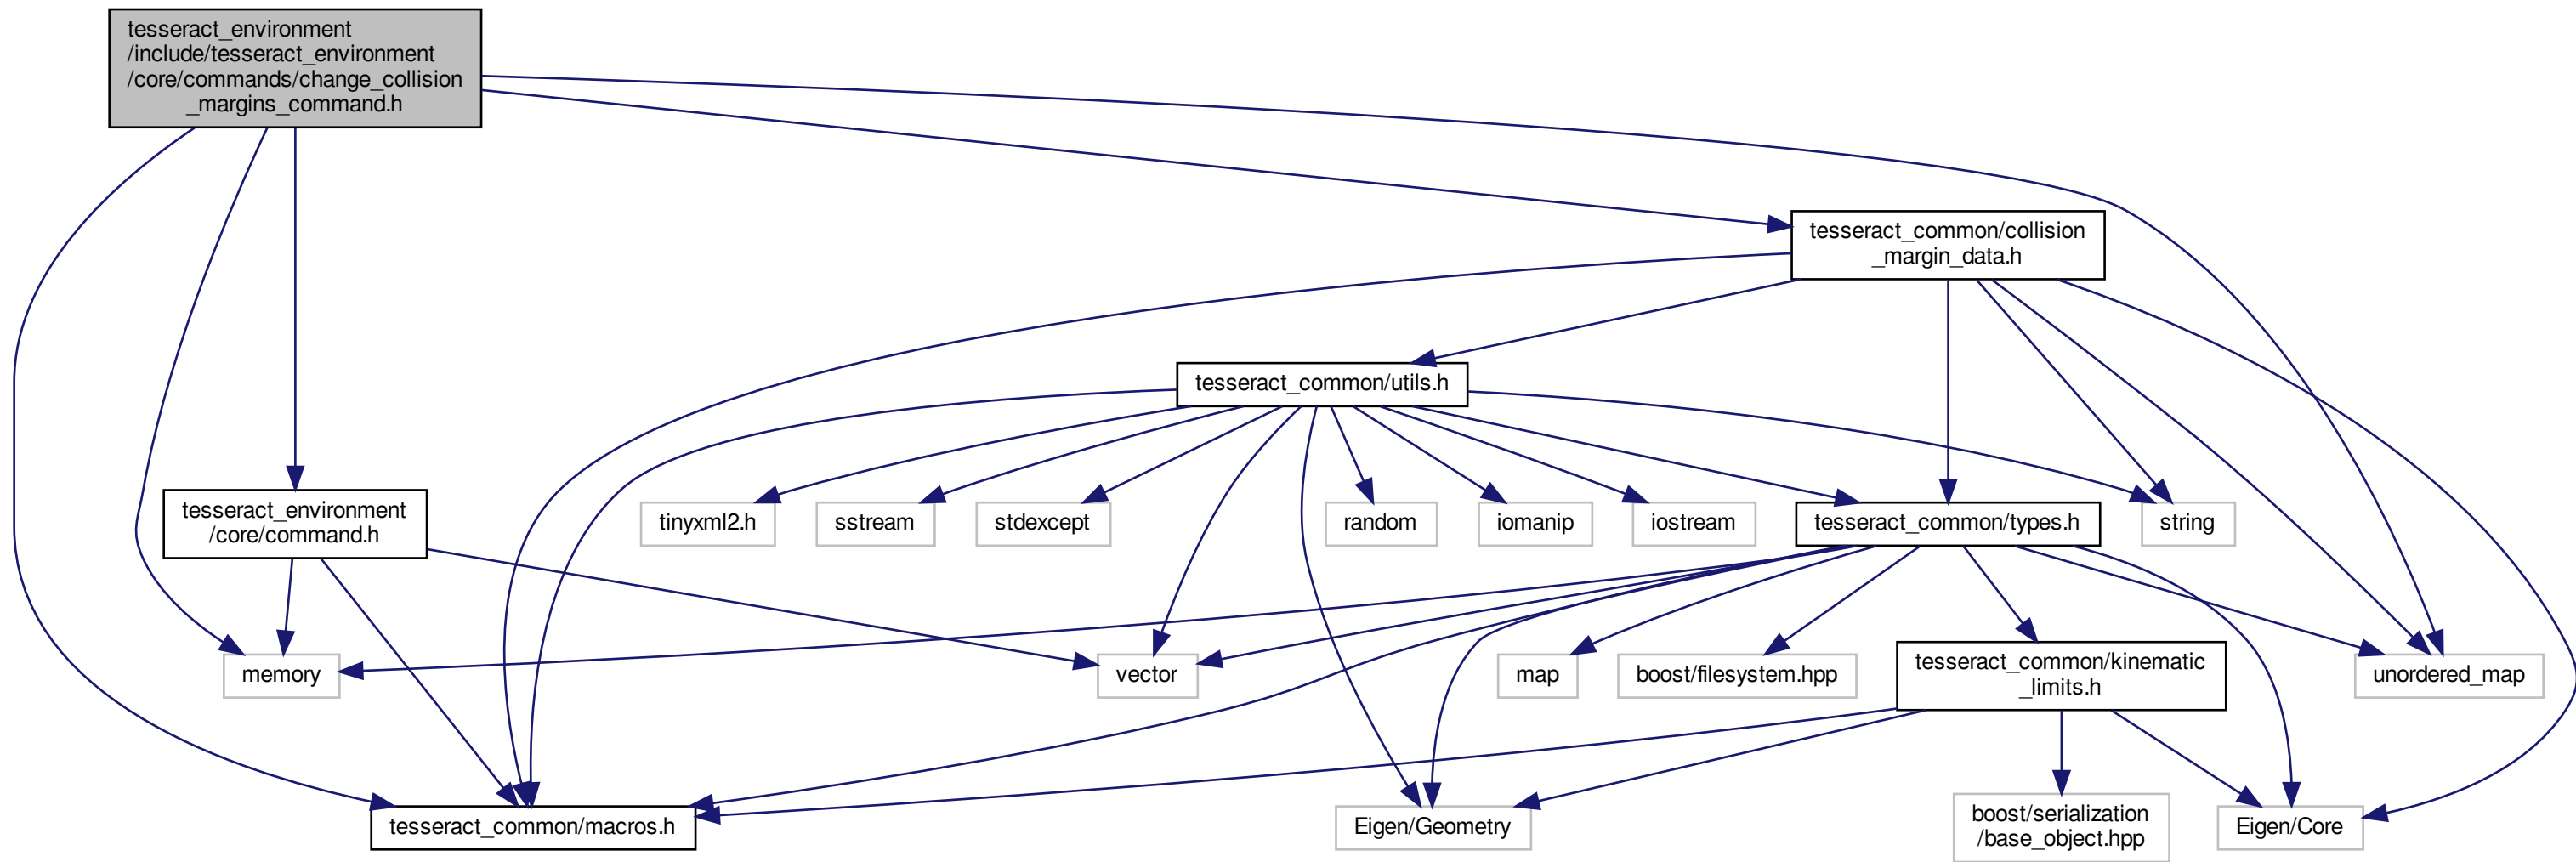 tesseract_environment
/include/tesseract_environment
/core/commands/change_collision
_margins_command.h
tesseract_common/collision
_margin_data.h
tesseract_common/utils.h
tesseract_environment
/core/command.h
tinyxml2.h
sstream
stdexcept
random
iomanip
iostream
tesseract_common/types.h
string
memory
vector
map
boost/filesystem.hpp
tesseract_common/kinematic
_limits.h
unordered_map
tesseract_common/macros.h
Eigen/Geometry
boost/serialization
/base_object.hpp
Eigen/Core